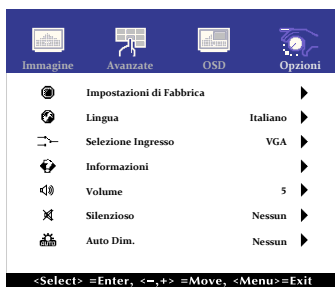 Immagine Avanzate OSD Opzioni
Impostazioni di Fabbrica
Lingua Italiano
Selezione Ingresso VGA
Informazioni
Volume 5
Silenzioso Nessun
Auto Dim. Nessun
<Select> =Enter, <–,+> =Move, <Menu>=Exit